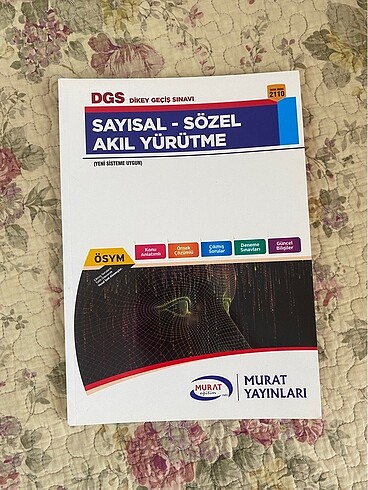 DGS DİKEY GEÇİŞ SINAVI
2110
SAYISAL - SÖZEL
AKIL YÜRÜTME
(YENİ SİSTEME UYGUN)
ÖSYM
Konu
Anlatımlı
Örnek
Çözümlü
Çıkmış
Sorular
Deneme
Sınavları
Güncel
Bilgiler
MURAT
eğitim
MURAT
YAYINLARI